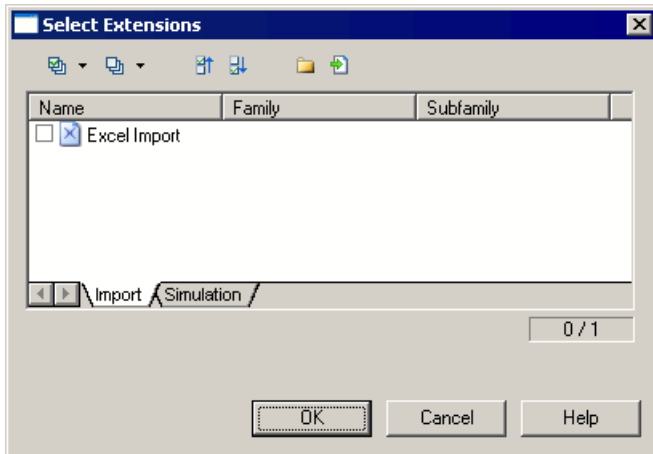 Select Extensions
Name Family Subfamily
Excel Import
Import Simulation
0 / 1
OK Cancel Help